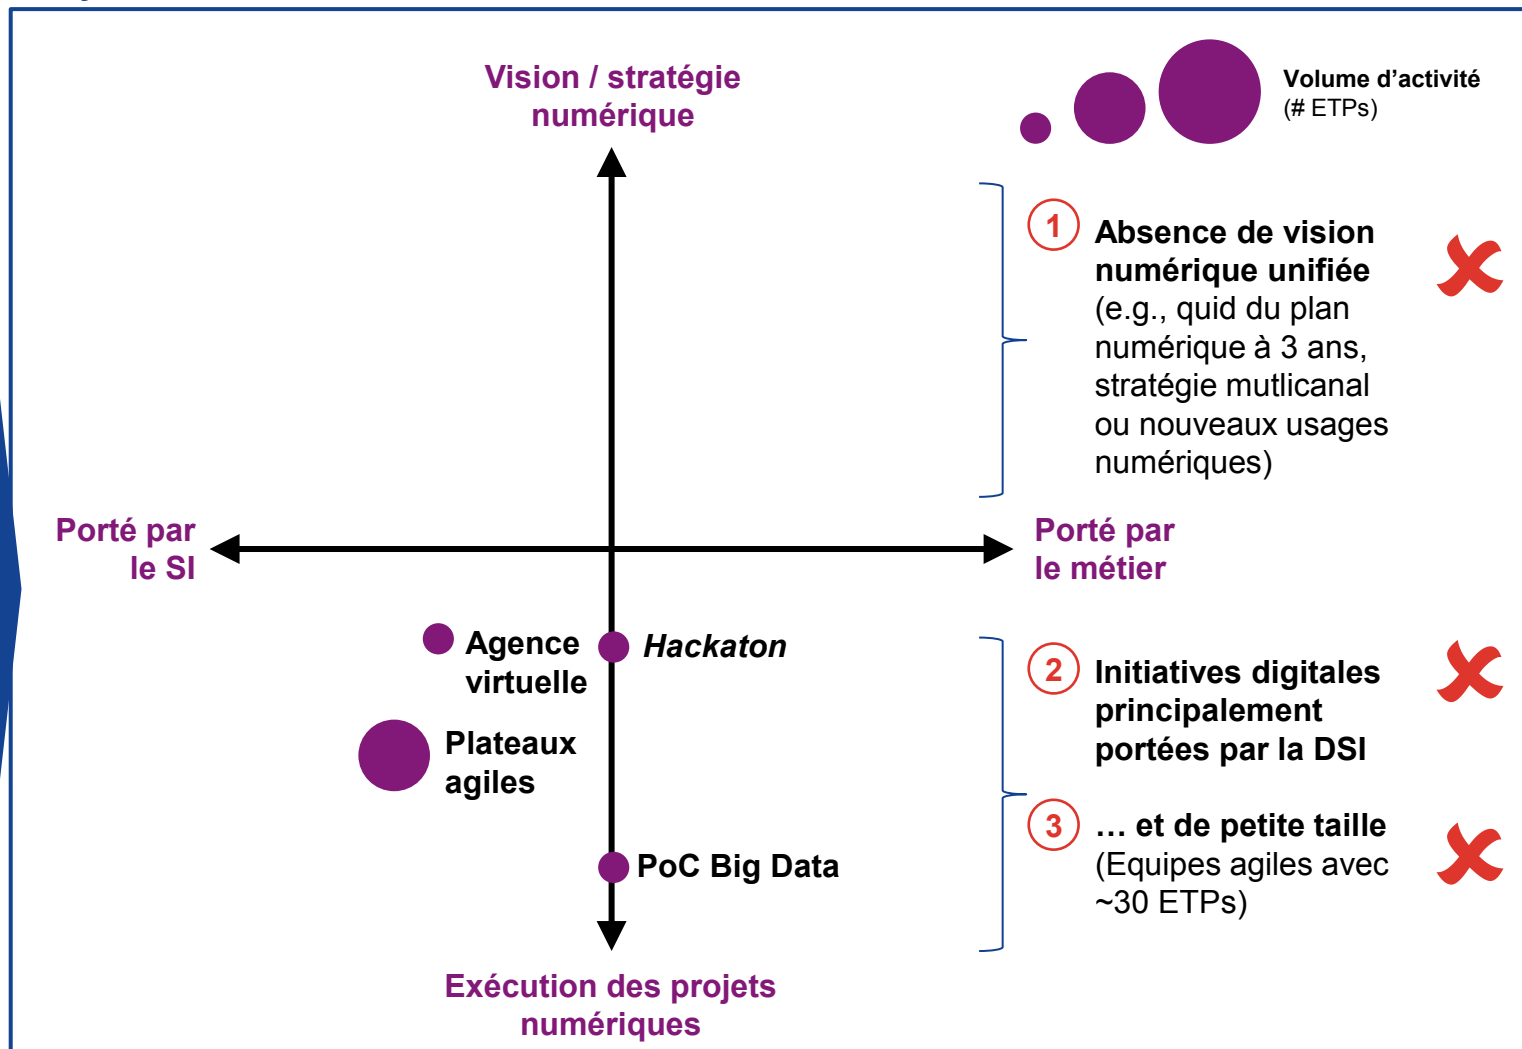 Vision / stratégie
numérique
Volume d'activité
(# ETPs)
1
Absence de vision
numérique unifiée
(e.g., quid du plan
numérique à 3 ans,
stratégie mutlicanal
ou nouveaux usages
numériques)
Porté par
le SI
Porté par
le métier
Agence
virtuelle
Hackaton
Plateaux
agiles
PoC Big Data
2
Initiatives digitales
principalement
portées par la DSI
3
… et de petite taille
(Equipes agiles avec
~30 ETPs)
Exécution des projets
numériques